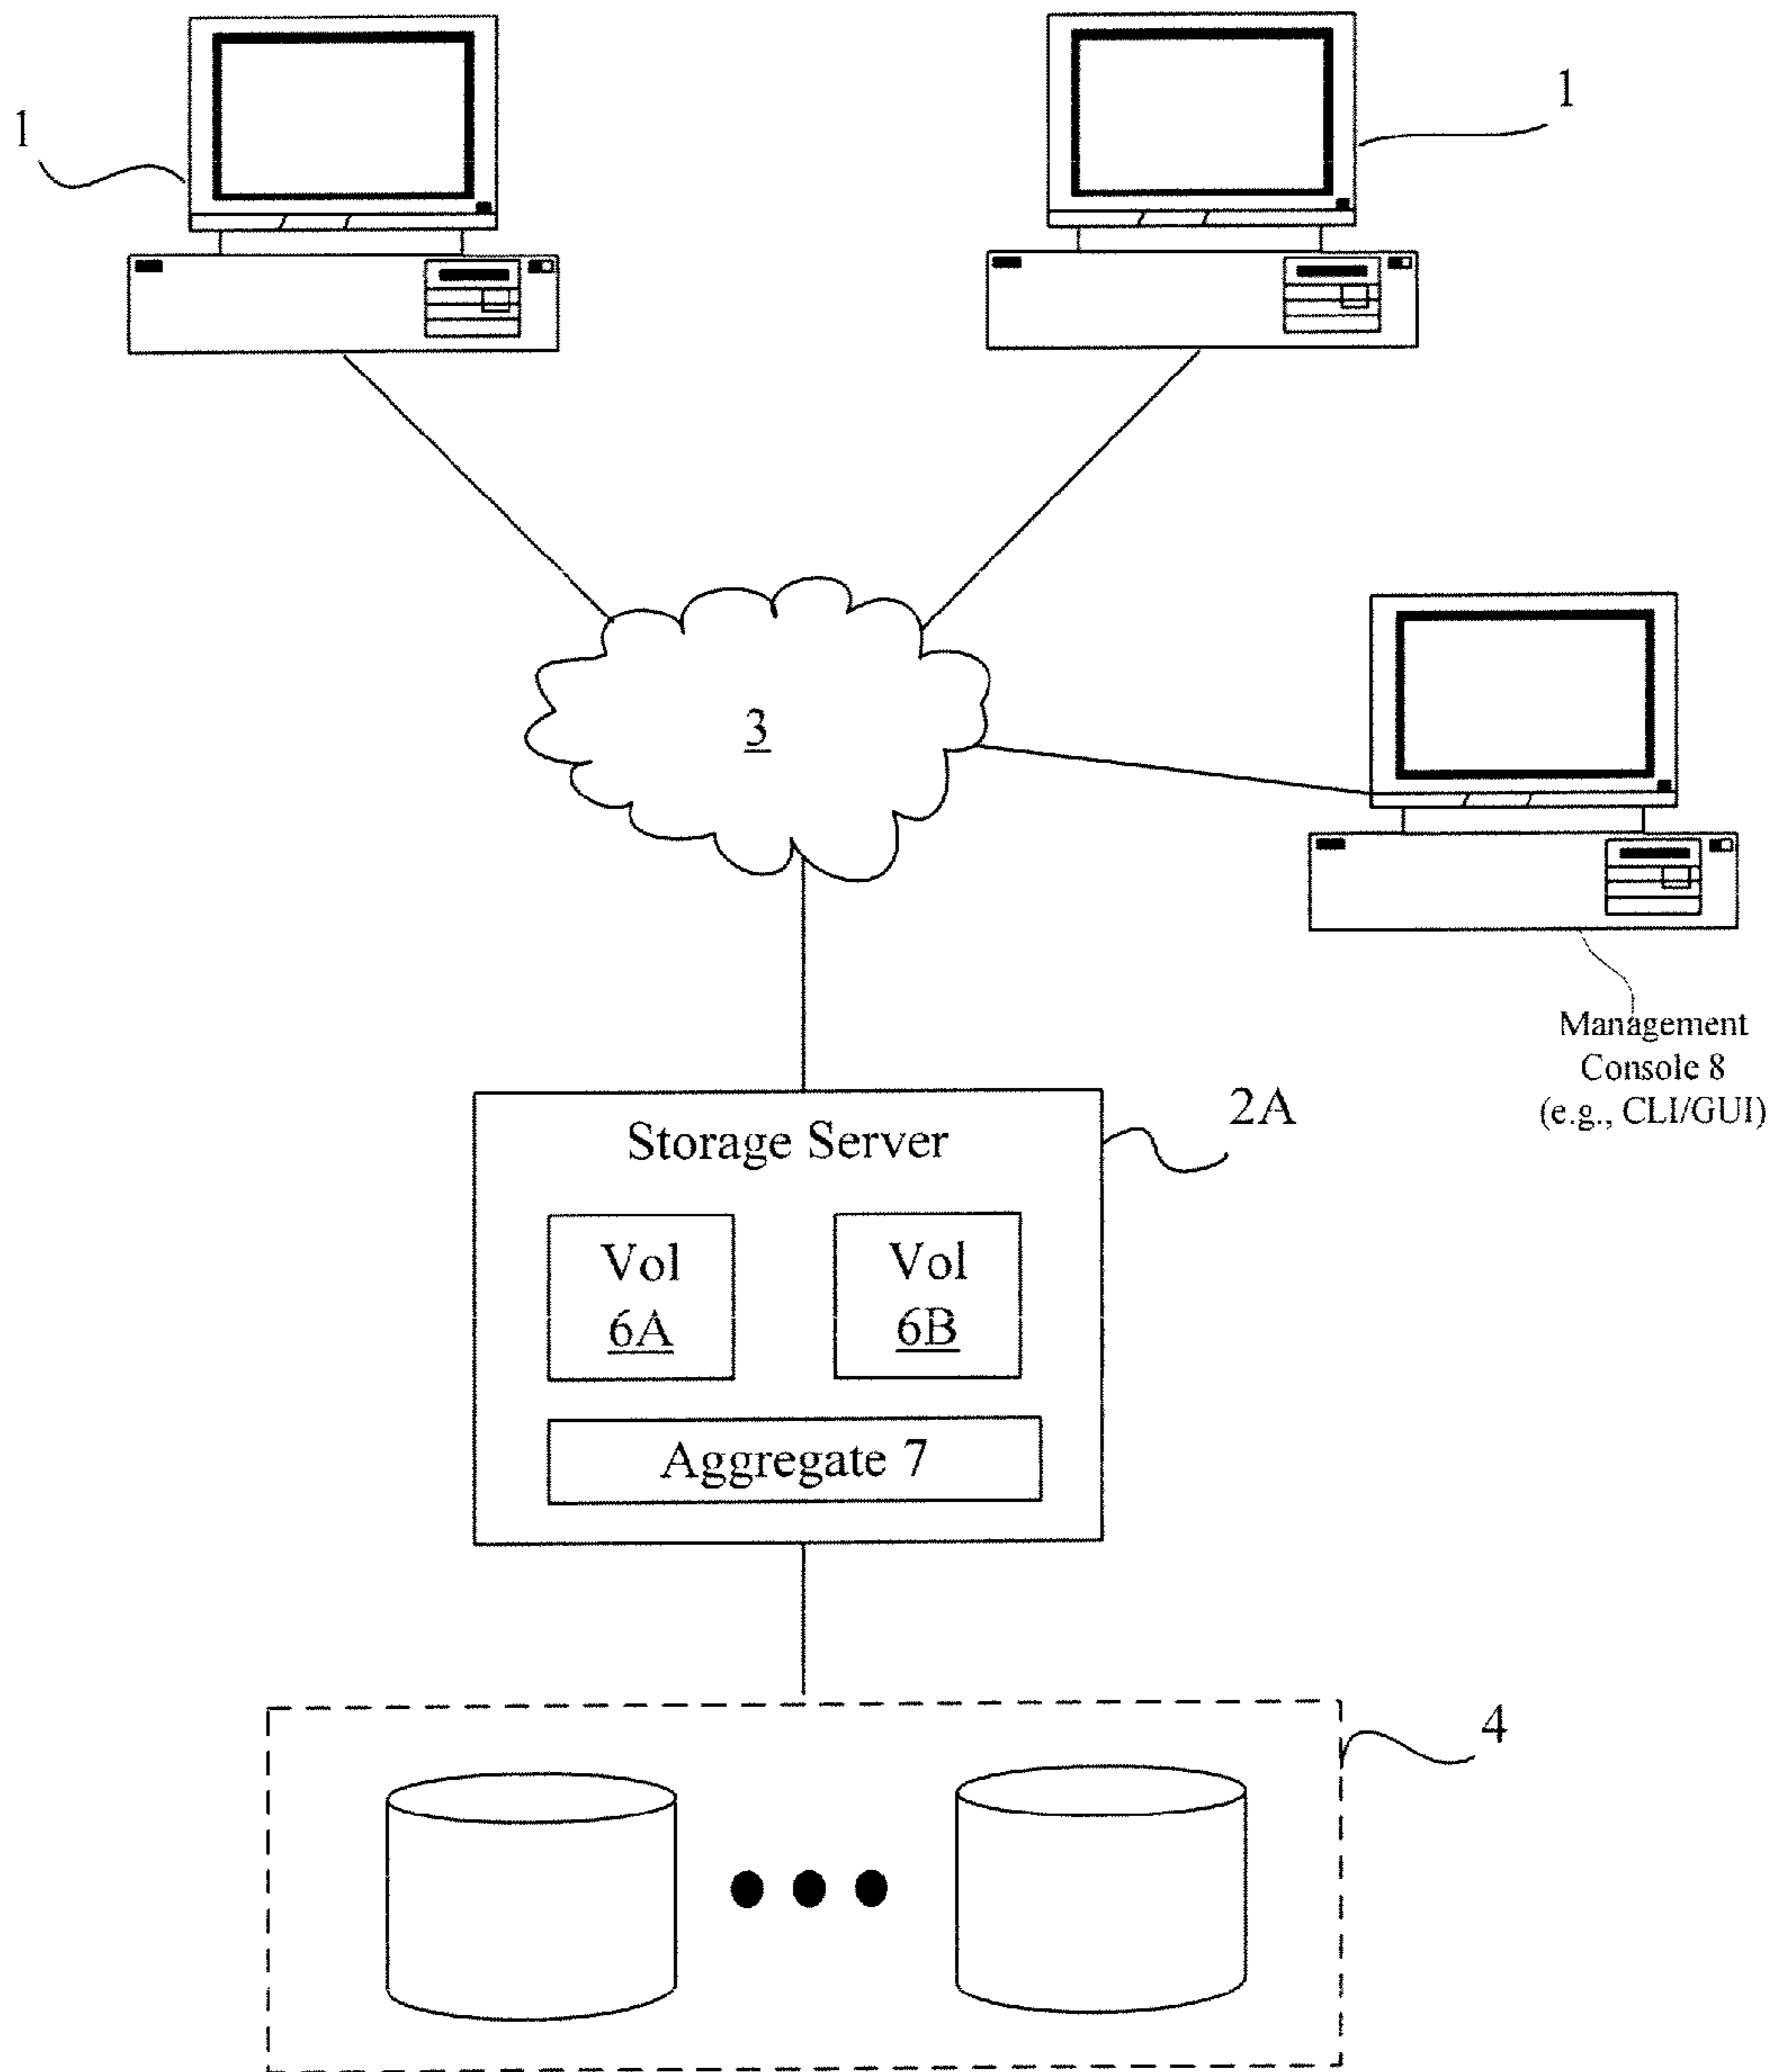 1
1
3
Management
Console 8
(e.g., CLI/GUI)
2A
Storage Server
Vol
6A
Vol
6B
Aggregate 7
4